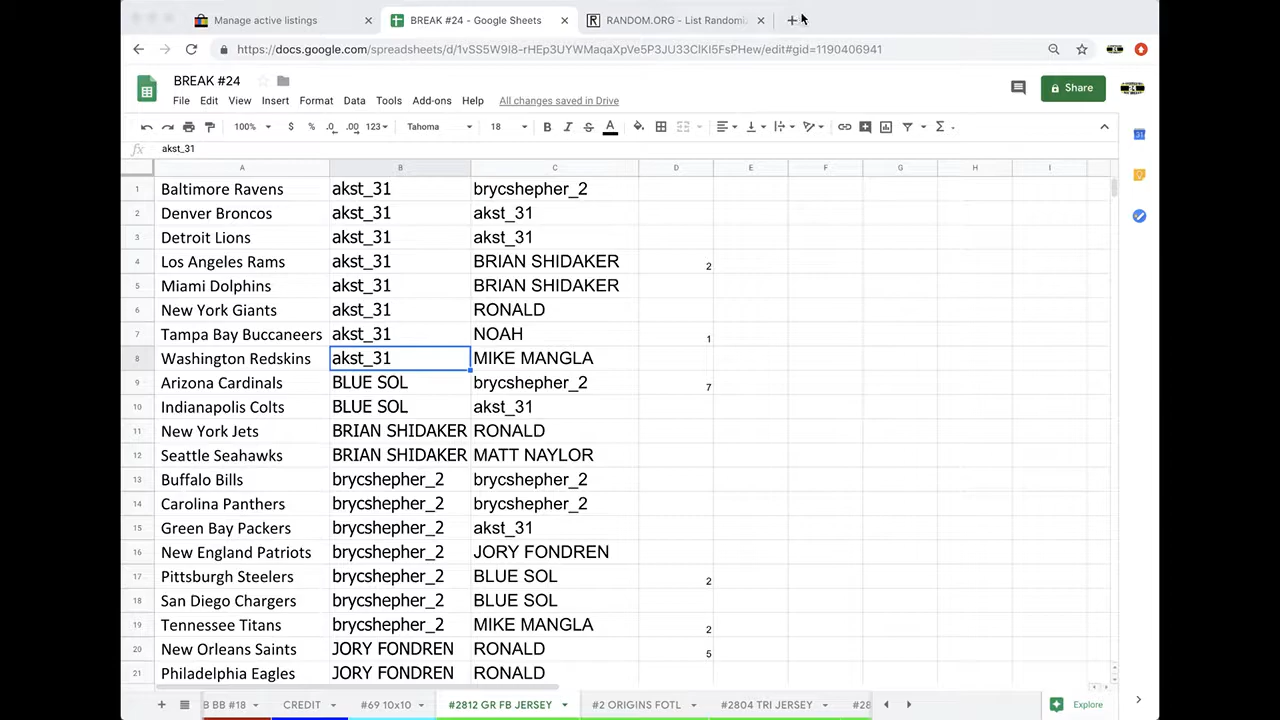 Manage active listings
BREAK #24 - Google Sheets
RANDOM.ORG - List Randomi
https://docs.google.com/spreadsheets/d/1vSS5W9I8-rHEp3UYWMaqaXpVe5P3JU33ClKI5FsPHew/edit#gid=1190406941
BREAK #24
File Edit View Insert Format Data Tools Add-ons Help All changes saved in Drive
Share
100% $ % .0 .00 123 Tahoma 18 B I S A
fx akst_31
A B C D E F G H I
1 Baltimore Ravens akst_31 brycshepher_2
2 Denver Broncos akst_31 akst_31
3 Detroit Lions akst_31 akst_31
4 Los Angeles Rams akst_31 BRIAN SHIDAKER 2
5 Miami Dolphins akst_31 BRIAN SHIDAKER
6 New York Giants akst_31 RONALD
7 Tampa Bay Buccaneers akst_31 NOAH 1
8 Washington Redskins akst_31 MIKE MANGLA
9 Arizona Cardinals BLUE SOL brycshepher_2 7
10 Indianapolis Colts BLUE SOL akst_31
11 New York Jets BRIAN SHIDAKER RONALD
12 Seattle Seahawks BRIAN SHIDAKER MATT NAYLOR
13 Buffalo Bills brycshepher_2 brycshepher_2
14 Carolina Panthers brycshepher_2 brycshepher_2
15 Green Bay Packers brycshepher_2 akst_31
16 New England Patriots brycshepher_2 JORY FONDREN
17 Pittsburgh Steelers brycshepher_2 BLUE SOL 2
18 San Diego Chargers brycshepher_2 BLUE SOL
19 Tennessee Titans brycshepher_2 MIKE MANGLA 2
20 New Orleans Saints JORY FONDREN RONALD 5
21 Philadelphia Eagles JORY FONDREN RONALD
B BB #18 CREDIT #69 10x10 #2812 GR FB JERSEY #2 ORIGINS FOTL #2804 TRI JERSEY #28 Explore